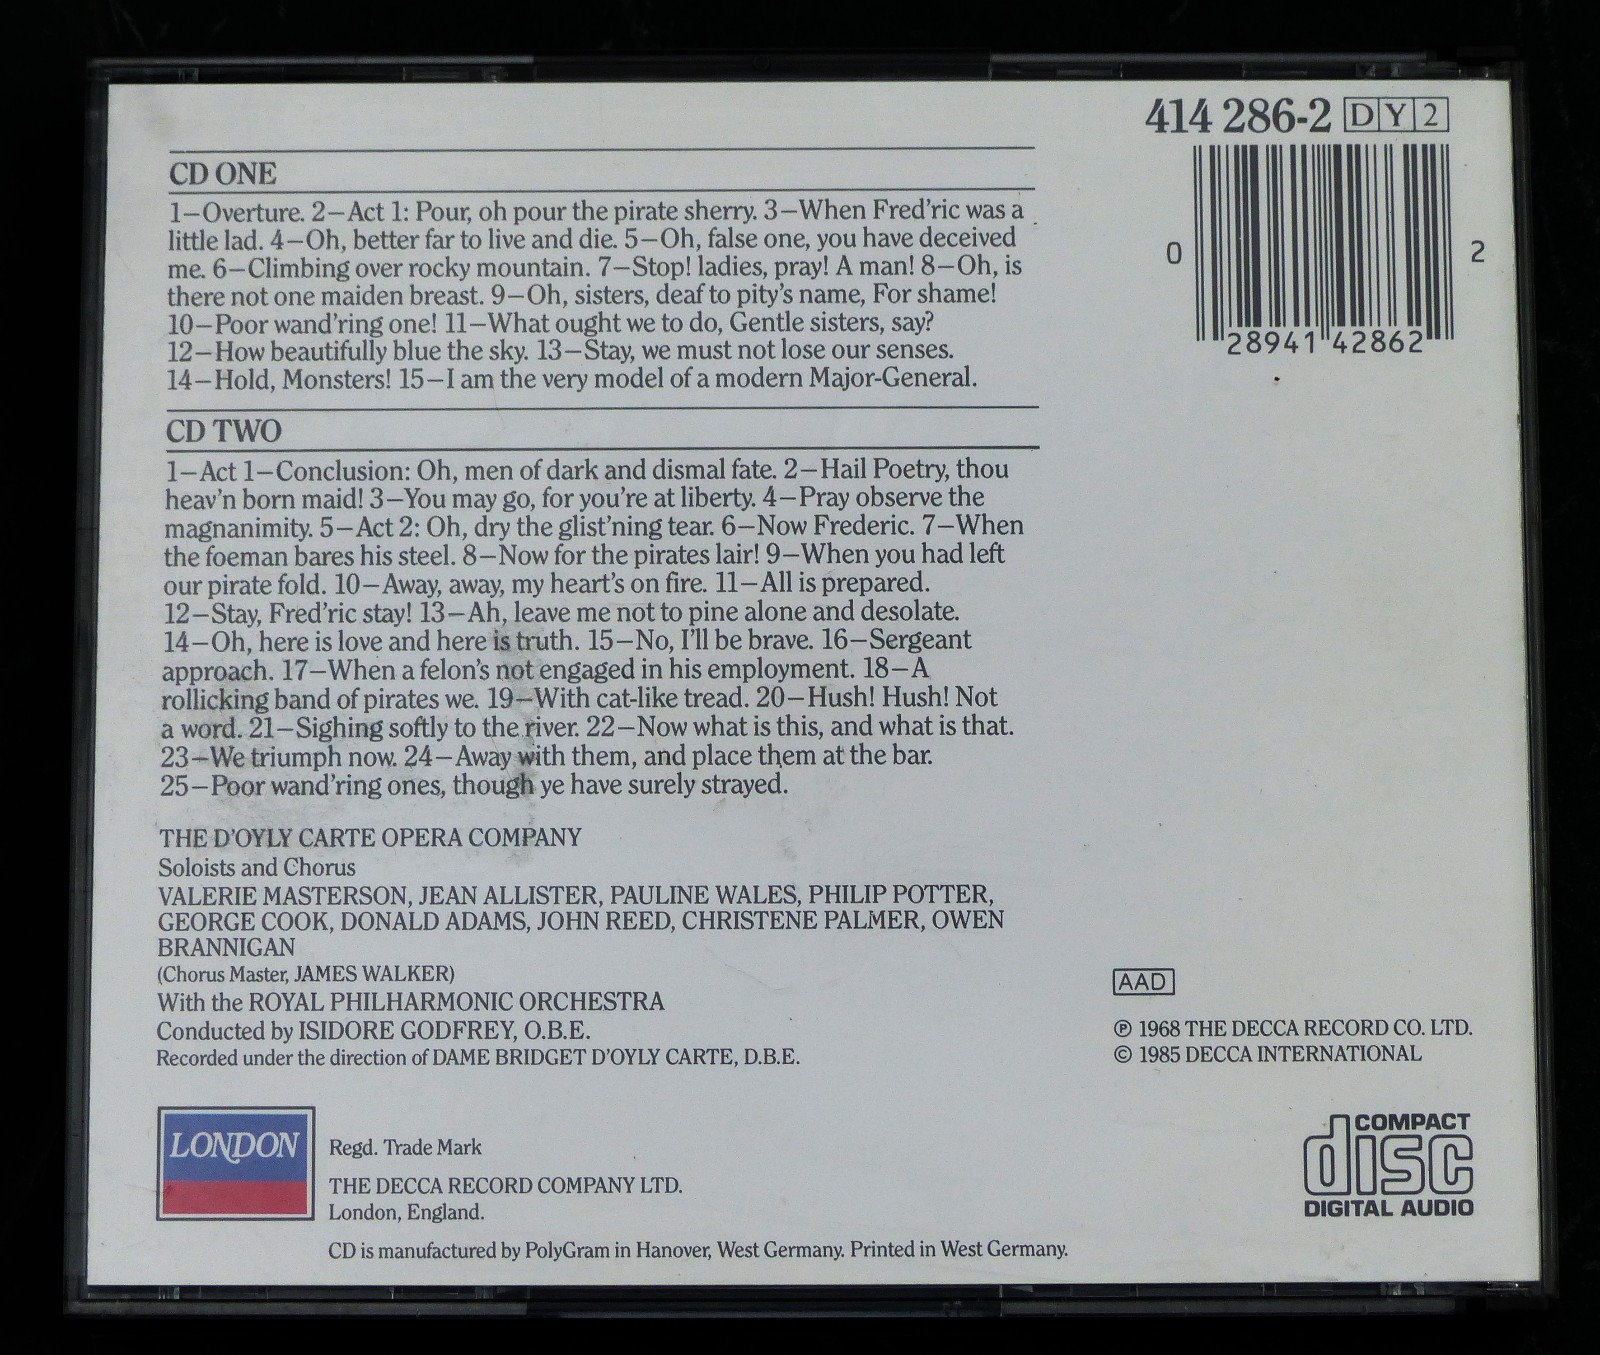 414 286-2 DY2
CD ONE
1–Overture. 2–Act 1: Pour, oh pour the pirate sherry. 3–When Fred'ric was a
little lad. 4–Oh, better far to live and die. 5–Oh, false one, you have deceived
me. 6–Climbing over rocky mountain. 7–Stop! ladies, pray! A man! 8–Oh, is
there not one maiden breast. 9–Oh, sisters, deaf to pity's name, For shame!
10–Poor wand'ring one! 11–What ought we to do, Gentle sisters, say?
12–How beautifully blue the sky. 13–Stay, we must not lose our senses.
14–Hold, Monsters! 15–I am the very model of a modern Major-General.
0 28941 42862 2
CD TWO
1–Act 1–Conclusion: Oh, men of dark and dismal fate. 2–Hail Poetry, thou
heav'n born maid! 3–You may go, for you're at liberty. 4–Pray observe the
magnanimity. 5–Act 2: Oh, dry the glist'ning tear. 6–Now Frederic. 7–When
the foeman bares his steel. 8–Now for the pirates lair! 9–When you had left
our pirate fold. 10–Away, away, my heart's on fire. 11–All is prepared.
12–Stay, Fred'ric stay! 13–Ah, leave me not to pine alone and desolate.
14–Oh, here is love and here is truth. 15–No, I'll be brave. 16–Sergeant
approach. 17–When a felon's not engaged in his employment. 18–A
rollicking band of pirates we. 19–With cat-like tread. 20–Hush! Hush! Not
a word. 21–Sighing softly to the river. 22–Now what is this, and what is that.
23–We triumph now. 24–Away with them, and place them at the bar.
25–Poor wand'ring ones, though ye have surely strayed.
THE D'OYLY CARTE OPERA COMPANY
Soloists and Chorus
VALERIE MASTERSON, JEAN ALLISTER, PAULINE WALES, PHILIP POTTER,
GEORGE COOK, DONALD ADAMS, JOHN REED, CHRISTENE PALMER, OWEN
BRANNIGAN
(Chorus Master, JAMES WALKER)
With the ROYAL PHILHARMONIC ORCHESTRA
Conducted by ISIDORE GODFREY, O.B.E.
Recorded under the direction of DAME BRIDGET D'OYLY CARTE, D.B.E.
AAD
℗ 1968 THE DECCA RECORD CO. LTD.
© 1985 DECCA INTERNATIONAL
LONDON
Regd. Trade Mark
THE DECCA RECORD COMPANY LTD.
London, England.
CD is manufactured by PolyGram in Hanover, West Germany. Printed in West Germany.
COMPACT
disc
DIGITAL AUDIO